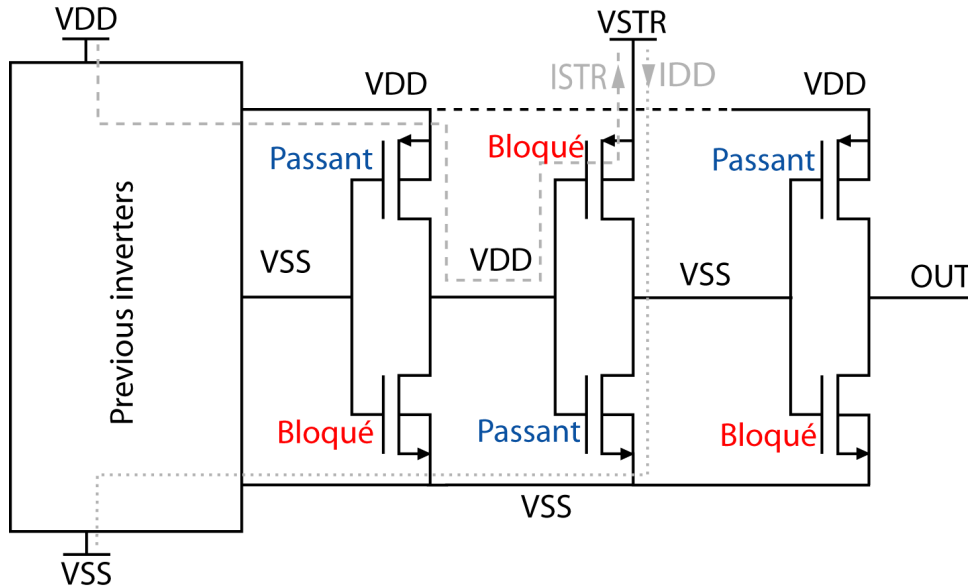 VDD
VSTR
ISTR
IDD
VDD
VDD
Passant
Bloqué
Passant
Previous inverters
VSS
VDD
VSS
OUT
Bloqué
Passant
Bloqué
VSS
VSS